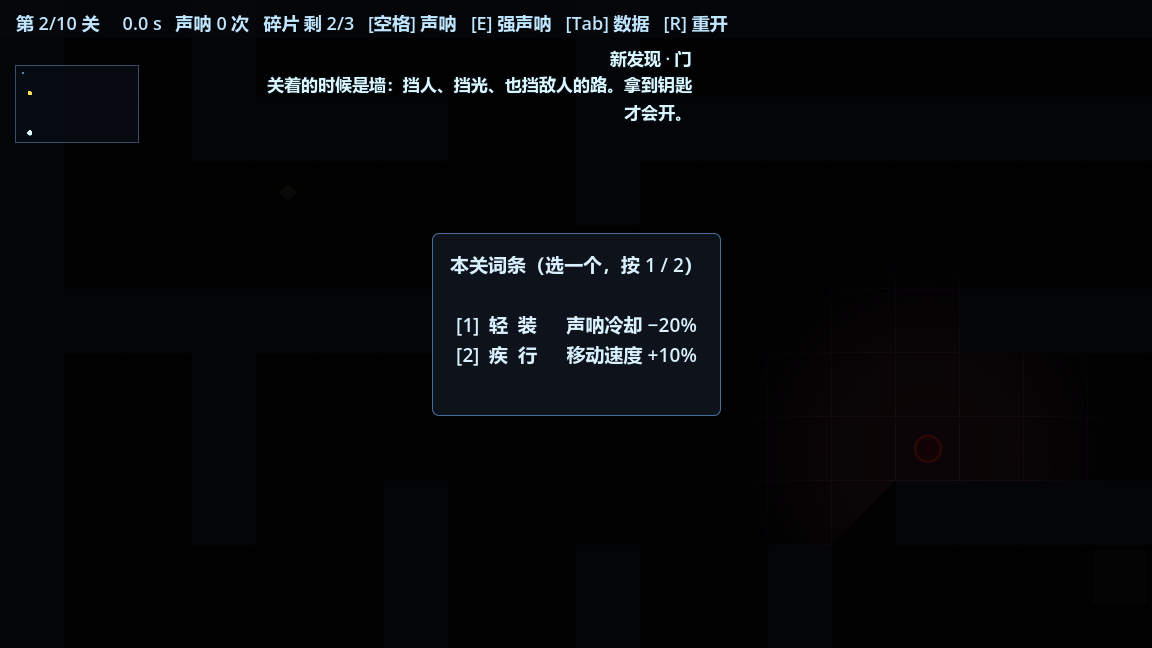 第 2/10 关 0.0 s 声呐 0 次 碎片 剩 2/3 [空格] 声呐 [E] 强声呐 [Tab] 数据 [R] 重开
新发现 · 门
关着的时候是墙：挡人、挡光、也挡敌人的路。拿到钥匙
才会开。
本关词条（选一个，按 1 / 2）
[1] 轻 装 声呐冷却 −20%
[2] 疾 行 移动速度 +10%